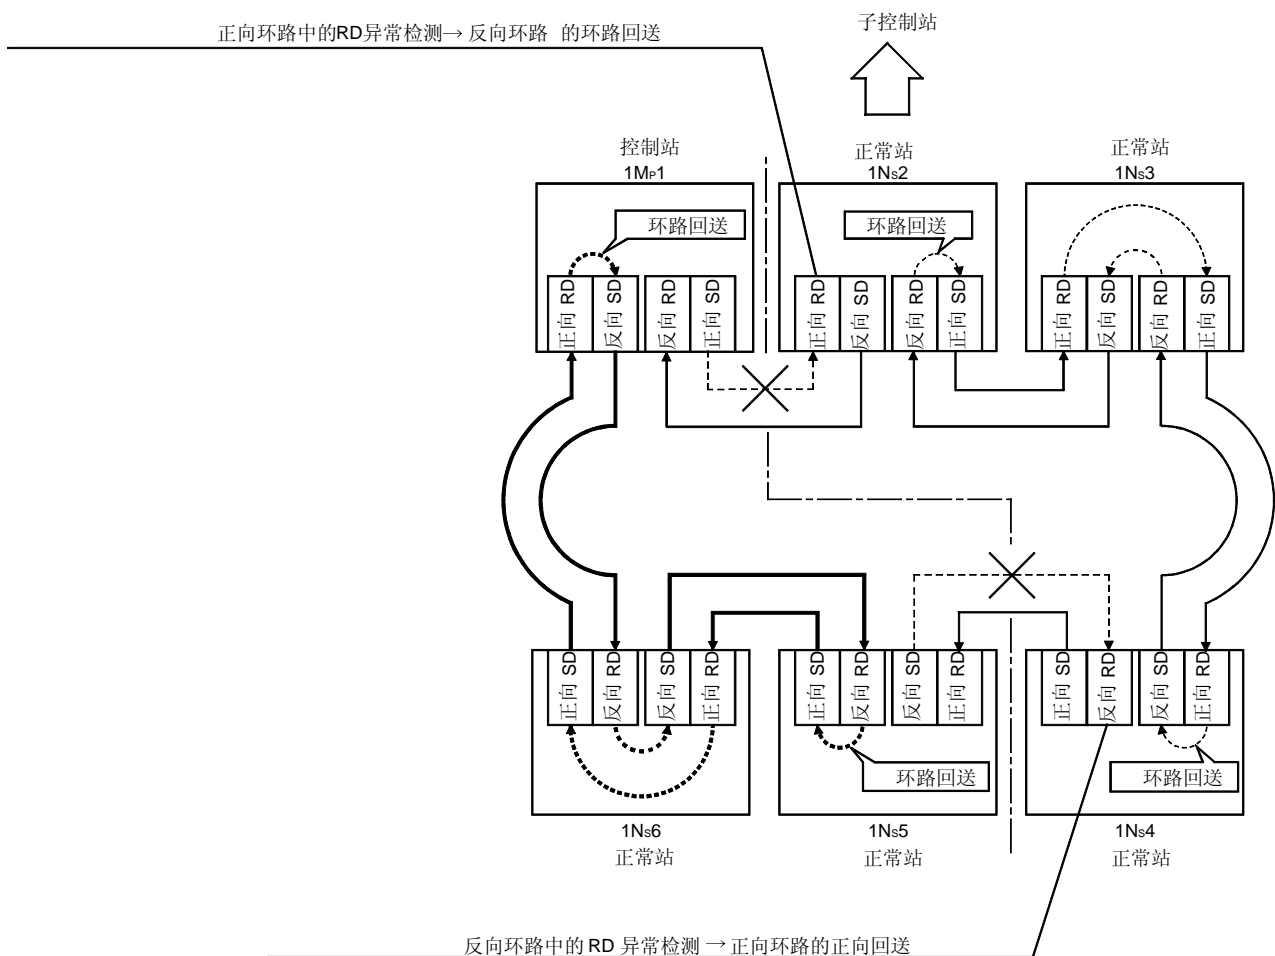 正向环路中的RD异常检测→ 反向环路 的环路回送
子控制站
控制站
1MP1
正常站
1NS2
正常站
1NS3
环路回送
环路回送
正向 RD
反向 SD
反向 RD
正向 SD
正向 RD
反向 SD
反向 RD
正向 SD
正向 RD
反向 SD
反向 RD
正向 SD
正向 SD
反向 RD
反向 SD
正向 RD
正向 SD
反向 RD
反向 SD
正向 RD
正向 SD
反向 RD
反向 SD
正向 RD
环路回送
环路回送
1NS6
正常站
1NS5
正常站
1NS4
正常站
反向环路中的 RD 异常检测 → 正向环路的正向回送